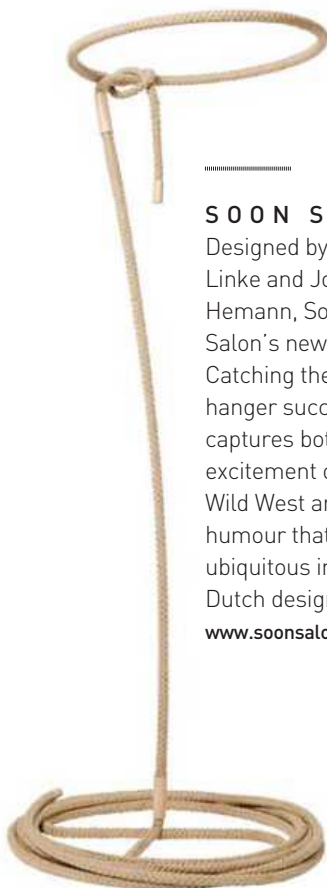 SOON S
Designed by
Linke and Jo
Hemann, So
Salon's new
Catching the
hanger succ
captures bot
excitement o
Wild West an
humour that
ubiquitous in
Dutch design
www.soonsalo